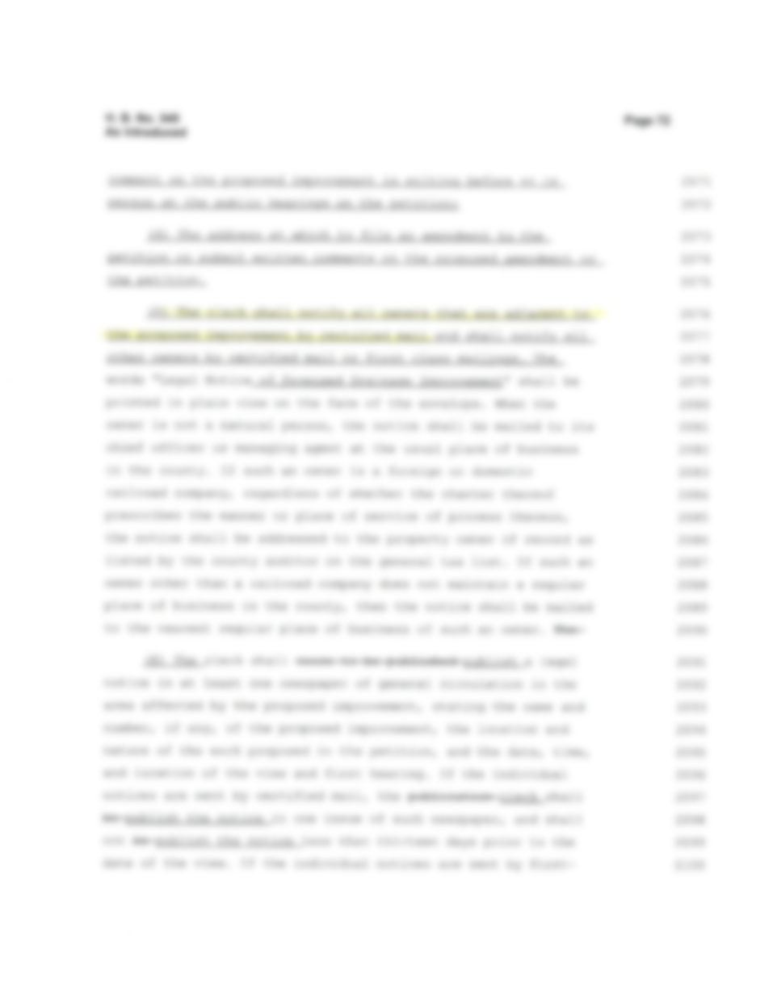 H. B. No. 340 Page 72
As Introduced
comment on the proposed improvement in writing before or in 2071
person at the public hearings on the petition; 2072
The address at which to file an amendment to the 2073
petition or submit written comments on the proposed amendment or 2074
the petition. 2075
The clerk shall notify all owners that are adjacent to 2076
the proposed improvement by certified mail and shall notify all 2077
other owners by certified mail or first class mailings. The 2078
words "Legal Notice of Proposed Drainage Improvement" shall be 2079
printed in plain view on the face of the envelope. When the 2080
owner is not a natural person, the notice shall be mailed to its 2081
chief officer or managing agent at the usual place of business 2082
in the county. If such an owner is a foreign or domestic 2083
railroad company, regardless of whether the charter thereof 2084
prescribes the manner or place of service of process thereon, 2085
the notice shall be addressed to the property owner of record as 2086
listed by the county auditor on the general tax list. If such an 2087
owner other than a railroad company does not maintain a regular 2088
place of business in the county, then the notice shall be mailed 2089
to the nearest regular place of business of such an owner. The 2090
The clerk shall cause to be published publish a legal 2091
notice in at least one newspaper of general circulation in the 2092
area affected by the proposed improvement, stating the name and 2093
number, if any, of the proposed improvement, the location and 2094
nature of the work proposed in the petition, and the date, time, 2095
and location of the view and first hearing. If the individual 2096
notices are sent by certified mail, the publication clerk shall 2097
be publish the notice in one issue of such newspaper, and shall 2098
not be publish the notice less than thirteen days prior to the 2099
date of the view. If the individual notices are sent by first- 2100